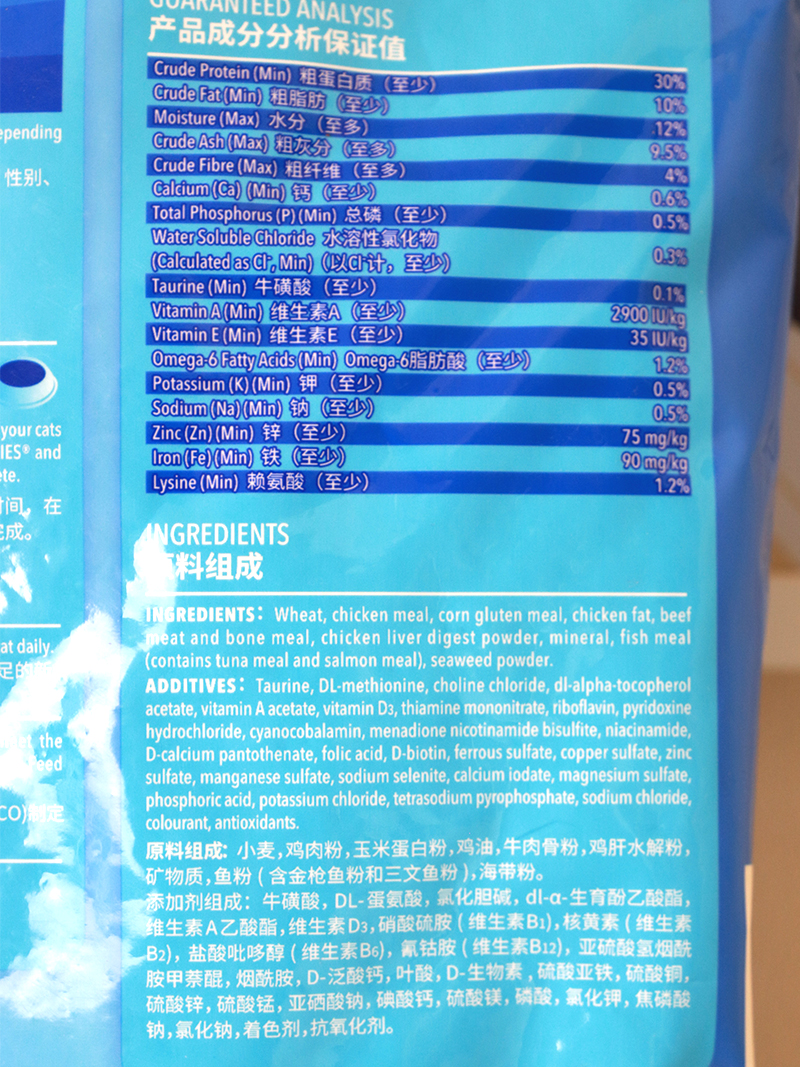 GUARANTEED ANALYSIS
产品成分分析保证值
Crude Protein (Min) 粗蛋白质（至少） 30%
Crude Fat (Min) 粗脂肪（至少） 10%
Moisture (Max) 水分（至多） 12%
Crude Ash (Max) 粗灰分（至多） 9.5%
Crude Fibre (Max) 粗纤维（至多） 4%
Calcium (Ca) (Min) 钙（至少） 0.6%
Total Phosphorus (P) (Min) 总磷（至少） 0.5%
Water Soluble Chloride 水溶性氯化物
(Calculated as Cl⁻, Min)（以Cl⁻计，至少） 0.3%
Taurine (Min) 牛磺酸（至少） 0.1%
Vitamin A (Min) 维生素A（至少） 2900 IU/kg
Vitamin E (Min) 维生素E（至少） 35 IU/kg
Omega-6 Fatty Acids (Min) Omega-6脂肪酸（至少） 1.2%
Potassium (K) (Min) 钾（至少） 0.5%
Sodium (Na) (Min) 钠（至少） 0.5%
Zinc (Zn) (Min) 锌（至少） 75 mg/kg
Iron (Fe) (Min) 铁（至少） 90 mg/kg
Lysine (Min) 赖氨酸（至少） 1.2%
INGREDIENTS
原料组成
INGREDIENTS: Wheat, chicken meal, corn gluten meal, chicken fat, beef
meat and bone meal, chicken liver digest powder, mineral, fish meal
(contains tuna meal and salmon meal), seaweed powder.
ADDITIVES: Taurine, DL-methionine, choline chloride, dl-alpha-tocopherol
acetate, vitamin A acetate, vitamin D3, thiamine mononitrate, riboflavin, pyridoxine
hydrochloride, cyanocobalamin, menadione nicotinamide bisulfite, niacinamide,
D-calcium pantothenate, folic acid, D-biotin, ferrous sulfate, copper sulfate, zinc
sulfate, manganese sulfate, sodium selenite, calcium iodate, magnesium sulfate,
phosphoric acid, potassium chloride, tetrasodium pyrophosphate, sodium chloride,
colourant, antioxidants.
原料组成: 小麦,鸡肉粉,玉米蛋白粉,鸡油,牛肉骨粉,鸡肝水解粉,
矿物质,鱼粉 ( 含金枪鱼粉和三文鱼粉 ),海带粉。
添加剂组成: 牛磺酸, DL-蛋氨酸, 氯化胆碱, dl-α-生育酚乙酸酯,
维生素A乙酸酯,维生素D3,硝酸硫胺 ( 维生素B1),核黄素 ( 维生素
B2), 盐酸吡哆醇 ( 维生素B6), 氰钴胺 ( 维生素B12), 亚硫酸氢烟酰
胺甲萘醌, 烟酰胺, D-泛酸钙, 叶酸, D-生物素, 硫酸亚铁, 硫酸铜,
硫酸锌, 硫酸锰, 亚硒酸钠, 碘酸钙, 硫酸镁, 磷酸, 氯化钾, 焦磷酸
钠,氯化钠,着色剂,抗氧化剂。
epending
性别、
your cats
IES® and
ete.
时间，在
完成。
at daily.
the
feed
CO)制定